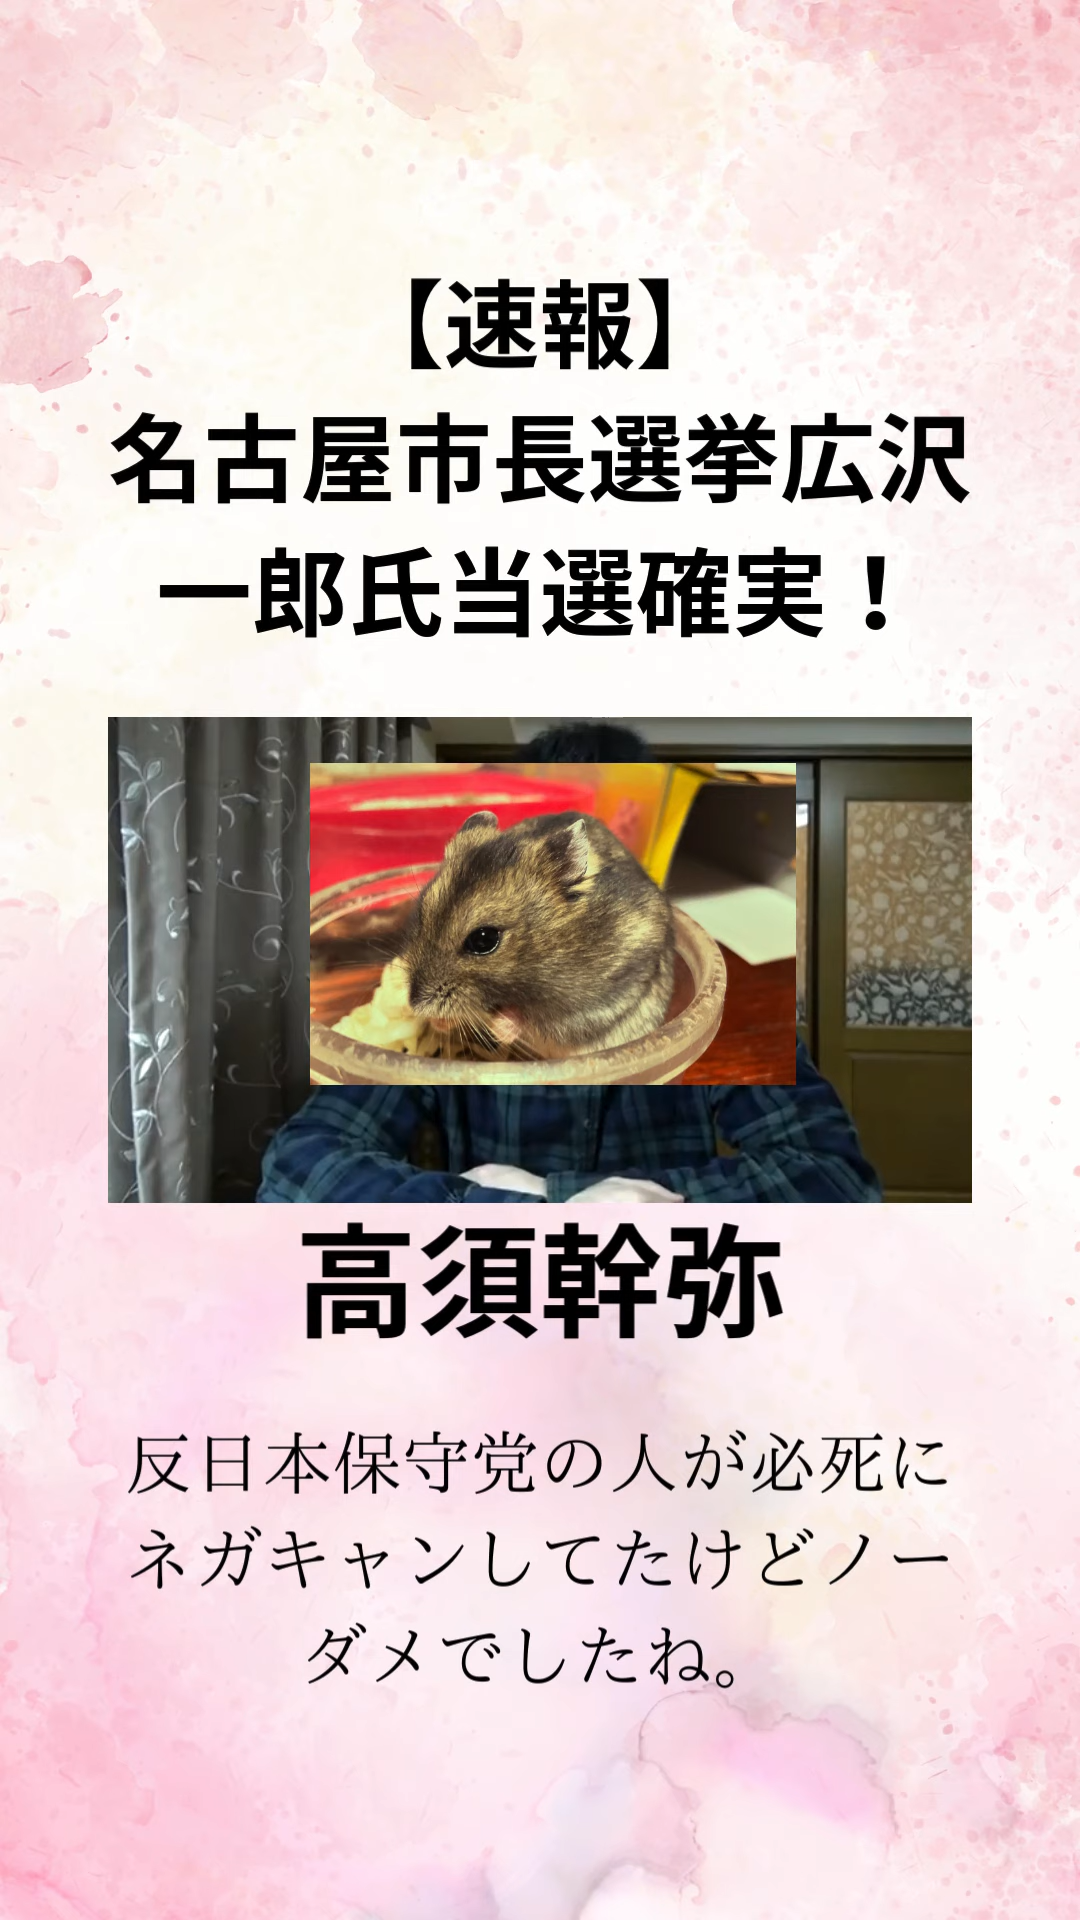 【速報】
名古屋市長選挙広沢
一郎氏当選確実！
高須幹弥
反日本保守党の人が必死に
ネガキャンしてたけどノー
ダメでしたね。